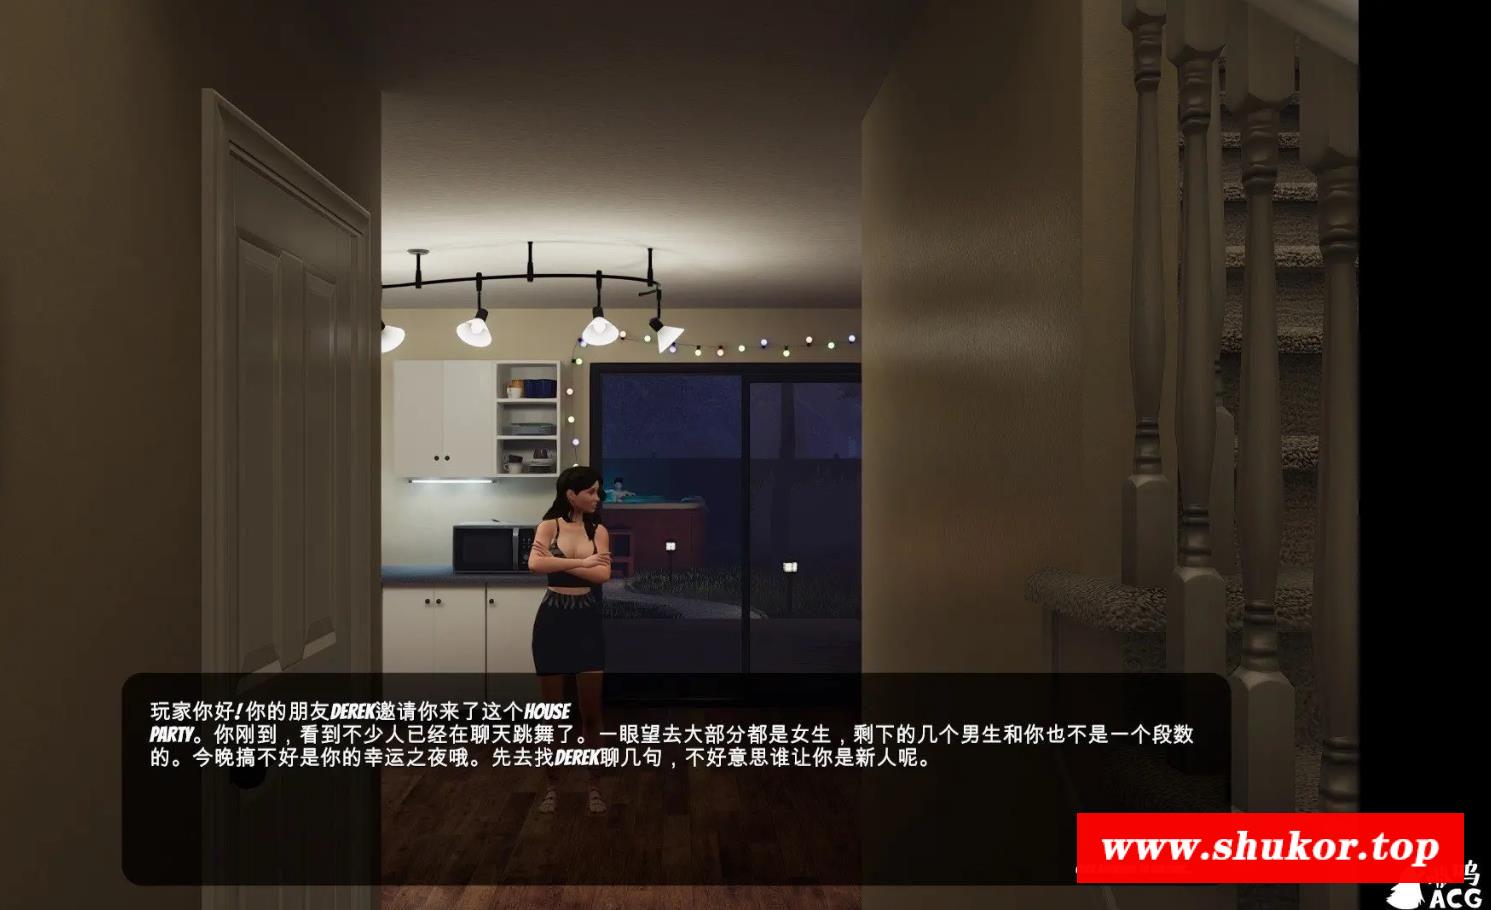 玩家你好！你的朋友DEREK邀请你来了这个HOUSE
PARTY。你刚到，看到不少人已经在聊天跳舞了。一眼望去大部分都是女生，剩下的几个男生和你也不是一个段数
的。今晚搞不好是你的幸运之夜哦。先去找DEREK聊几句，不好意思谁让你是新人呢。
www.shukor.top
ACG